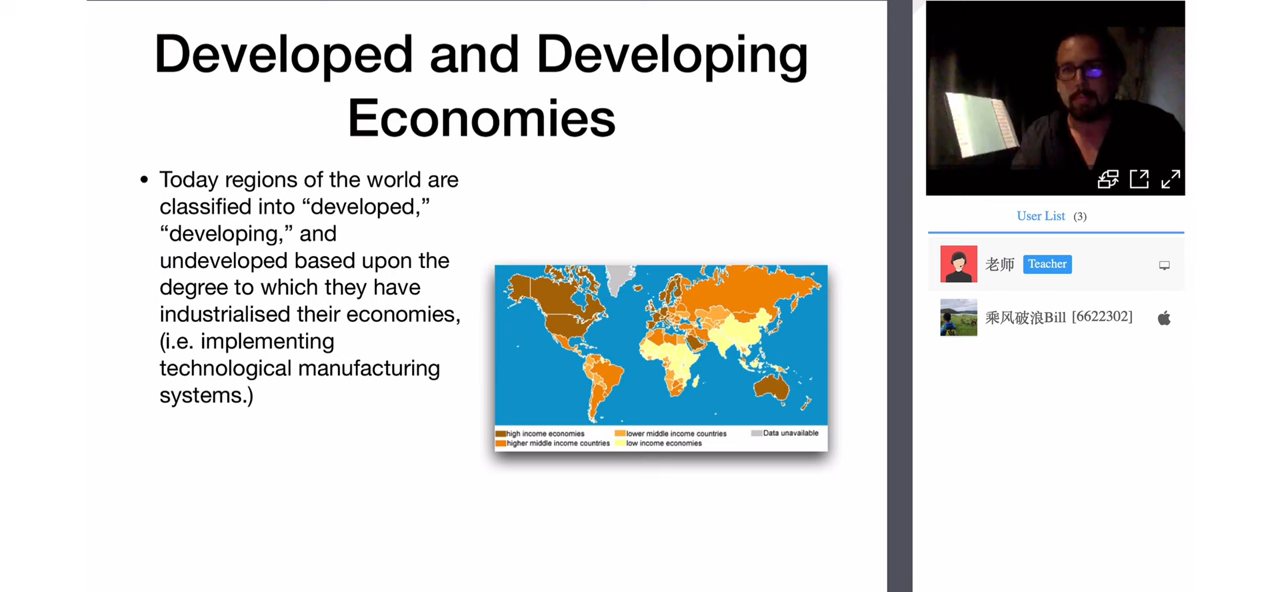 Developed and Developing
Economies
• Today regions of the world are
classified into “developed,”
“developing,” and
undeveloped based upon the
degree to which they have
industrialised their economies,
(i.e. implementing
technological manufacturing
systems.)
high income economies
lower middle income countries
Data unavailable
higher middle income countries
low income economies
User List (3)
老师 Teacher
乘风破浪Bill [6622302]